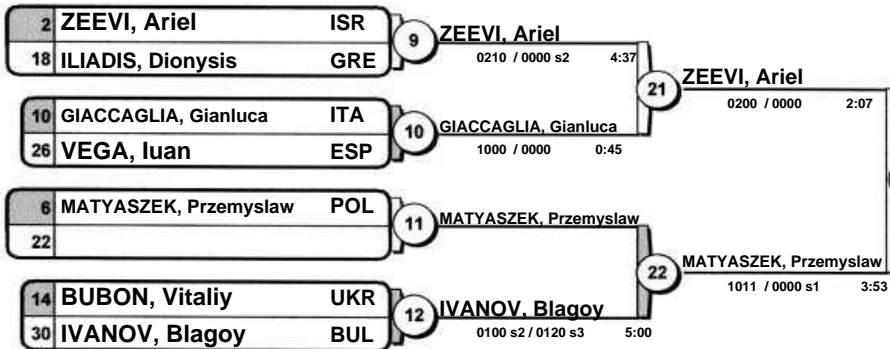 2 ZEEVI, Ariel ISR
18 ILIADIS, Dionysis GRE
9
ZEEVI, Ariel
0210 / 0000 s2 4:37
10 GIACCAGLIA, Gianluca ITA
26 VEGA, Iuan ESP
10
GIACCAGLIA, Gianluca
1000 / 0000 0:45
21
ZEEVI, Ariel
0200 / 0000 2:07
6 MATYASZEK, Przemyslaw POL
22
11
MATYASZEK, Przemyslaw
14 BUBON, Vitaliy UKR
30 IVANOV, Blagoy BUL
12
IVANOV, Blagoy
0100 s2 / 0120 s3 5:00
22
MATYASZEK, Przemyslaw
1011 / 0000 s1 3:53